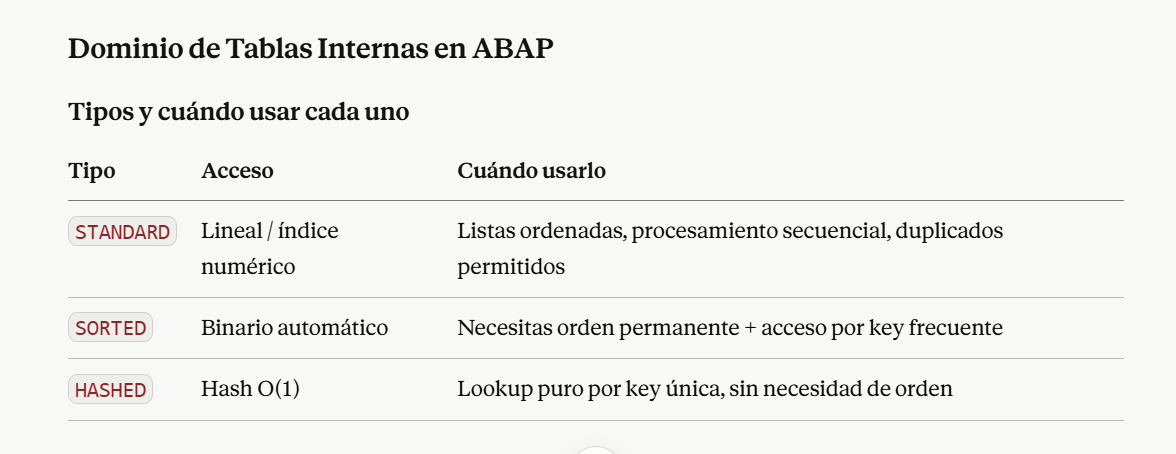 Dominio de Tablas Internas en ABAP
Tipos y cuándo usar cada uno
Tipo Acceso Cuándo usarlo
STANDARD Lineal / índice Listas ordenadas, procesamiento secuencial, duplicados
numérico permitidos
SORTED Binario automático Necesitas orden permanente + acceso por key frecuente
HASHED Hash O(1) Lookup puro por key única, sin necesidad de orden